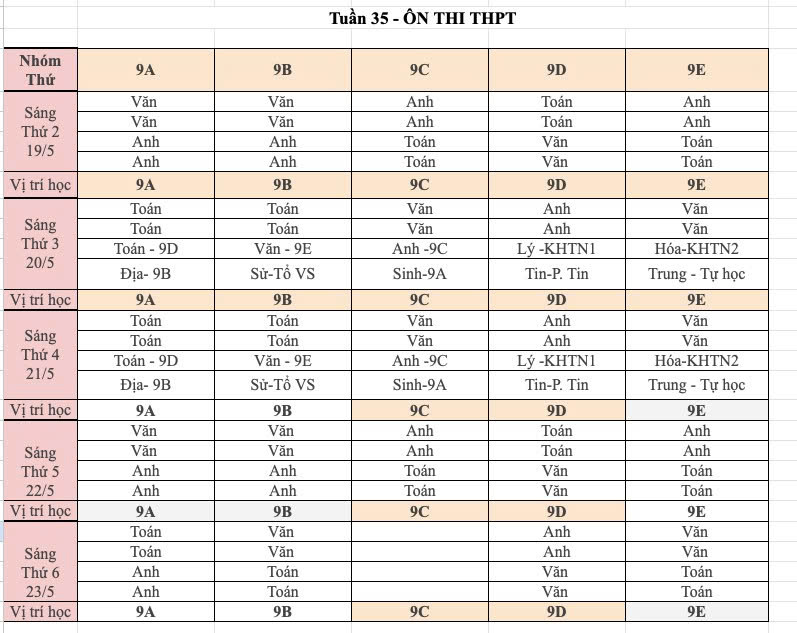 Tuần 35 - ÔN THI THPT
Nhóm Thứ 9A 9B 9C 9D 9E
Sáng Thứ 2 19/5
Văn Văn Anh Toán Anh
Văn Văn Anh Toán Anh
Anh Anh Toán Văn Toán
Anh Anh Toán Văn Toán
Vị trí học 9A 9B 9C 9D 9E
Sáng Thứ 3 20/5
Toán Toán Văn Anh Văn
Toán Toán Văn Anh Văn
Toán - 9D Văn - 9E Anh -9C Lý -KHTN1 Hóa-KHTN2
Địa- 9B Sử-Tổ VS Sinh-9A Tin-P. Tin Trung - Tự học
Vị trí học 9A 9B 9C 9D 9E
Sáng Thứ 4 21/5
Toán Toán Văn Anh Văn
Toán Toán Văn Anh Văn
Toán - 9D Văn - 9E Anh -9C Lý -KHTN1 Hóa-KHTN2
Địa- 9B Sử-Tổ VS Sinh-9A Tin-P. Tin Trung - Tự học
Vị trí học 9A 9B 9C 9D 9E
Sáng Thứ 5 22/5
Văn Văn Anh Toán Anh
Văn Văn Anh Toán Anh
Anh Anh Toán Văn Toán
Anh Anh Toán Văn Toán
Vị trí học 9A 9B 9C 9D 9E
Sáng Thứ 6 23/5
Toán Văn Anh Văn
Toán Văn Anh Văn
Anh Toán Văn Toán
Anh Toán Văn Toán
Vị trí học 9A 9B 9C 9D 9E